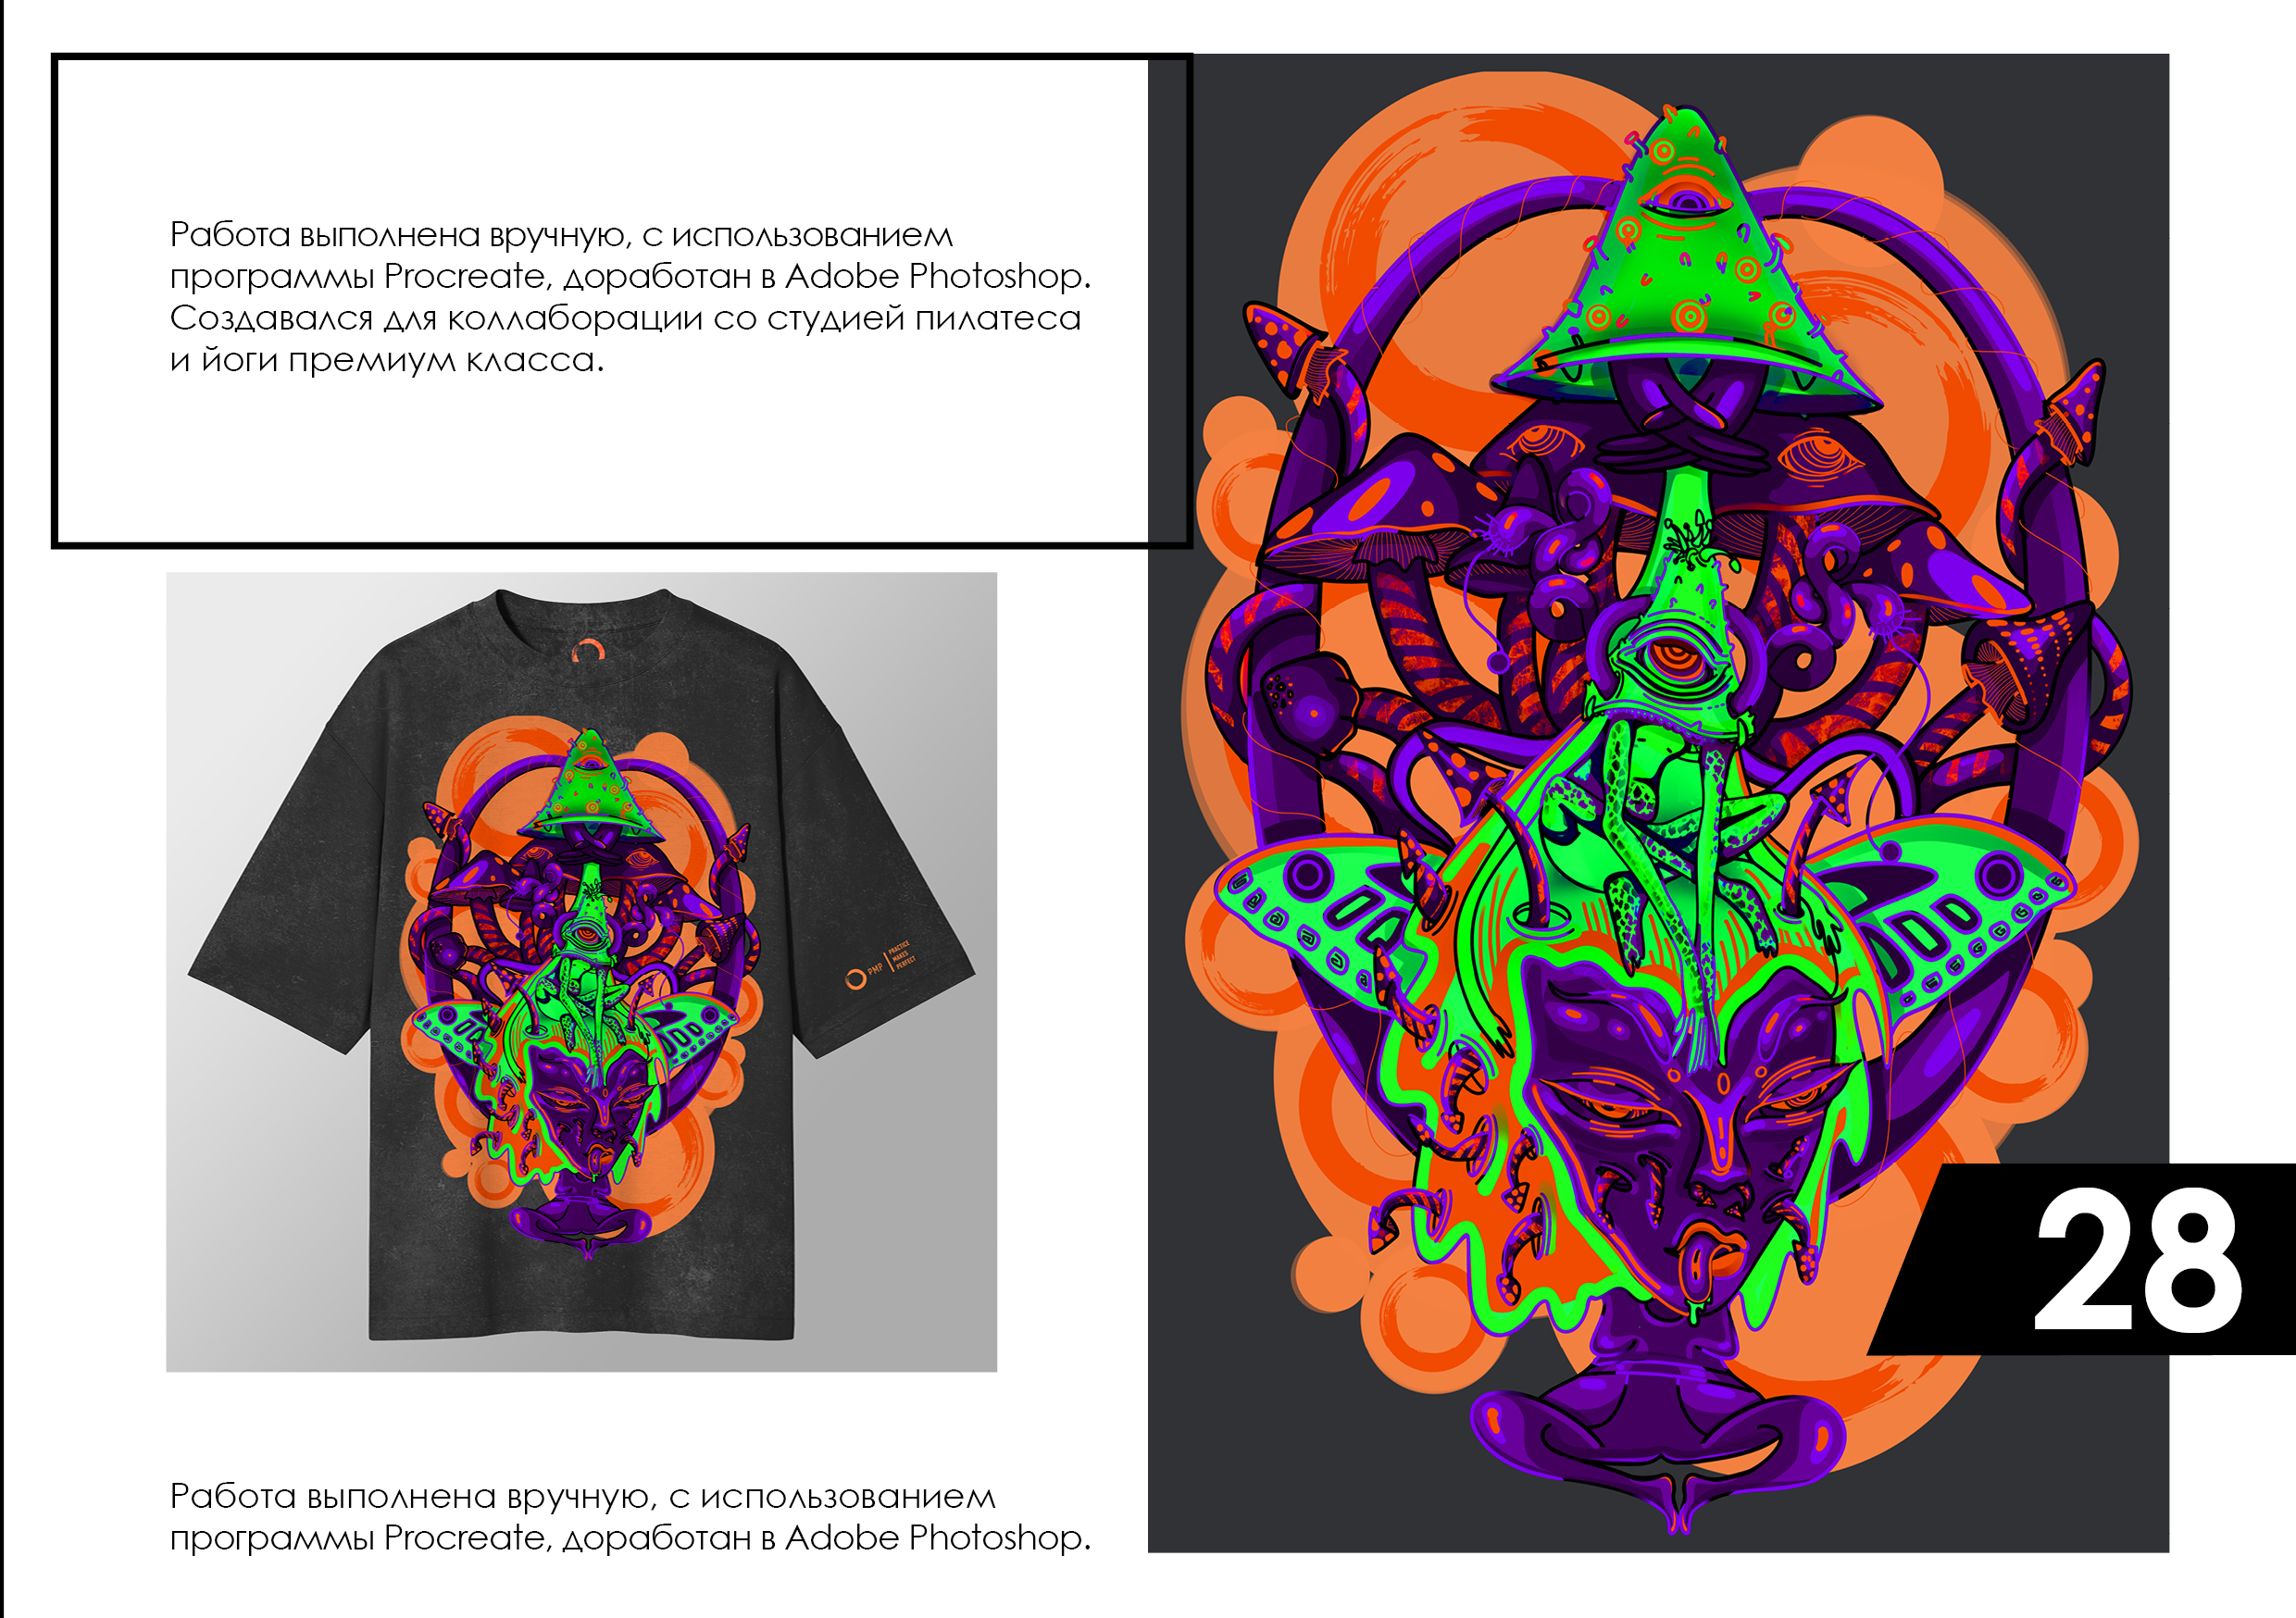 Работа выполнена вручную, с использованием
программы Procreate, доработан в Adobe Photoshop.
Создавался для коллаборации со студией пилатеса
и йоги премиум класса.
PMP
PRACTICE
MAKES
PERFECT
28
Работа выполнена вручную, с использованием
программы Procreate, доработан в Adobe Photoshop.